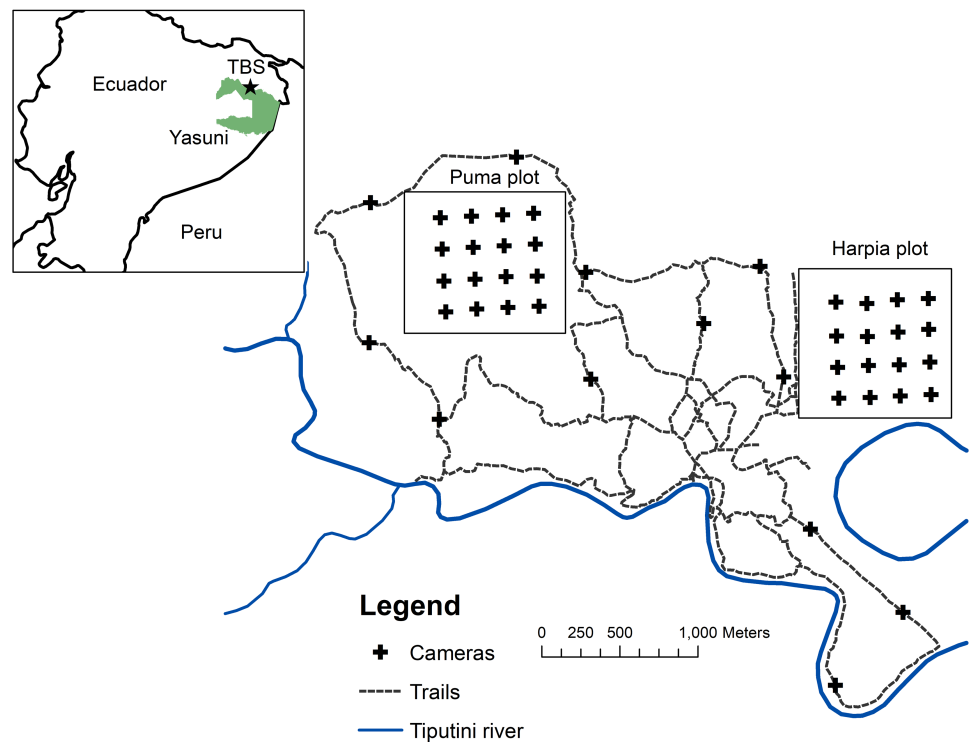 TBS
Ecuador
Yasuni
Peru
Puma plot
Harpia plot
Legend
Cameras
Trails
Tiputini river
0 250 500 1,000 Meters